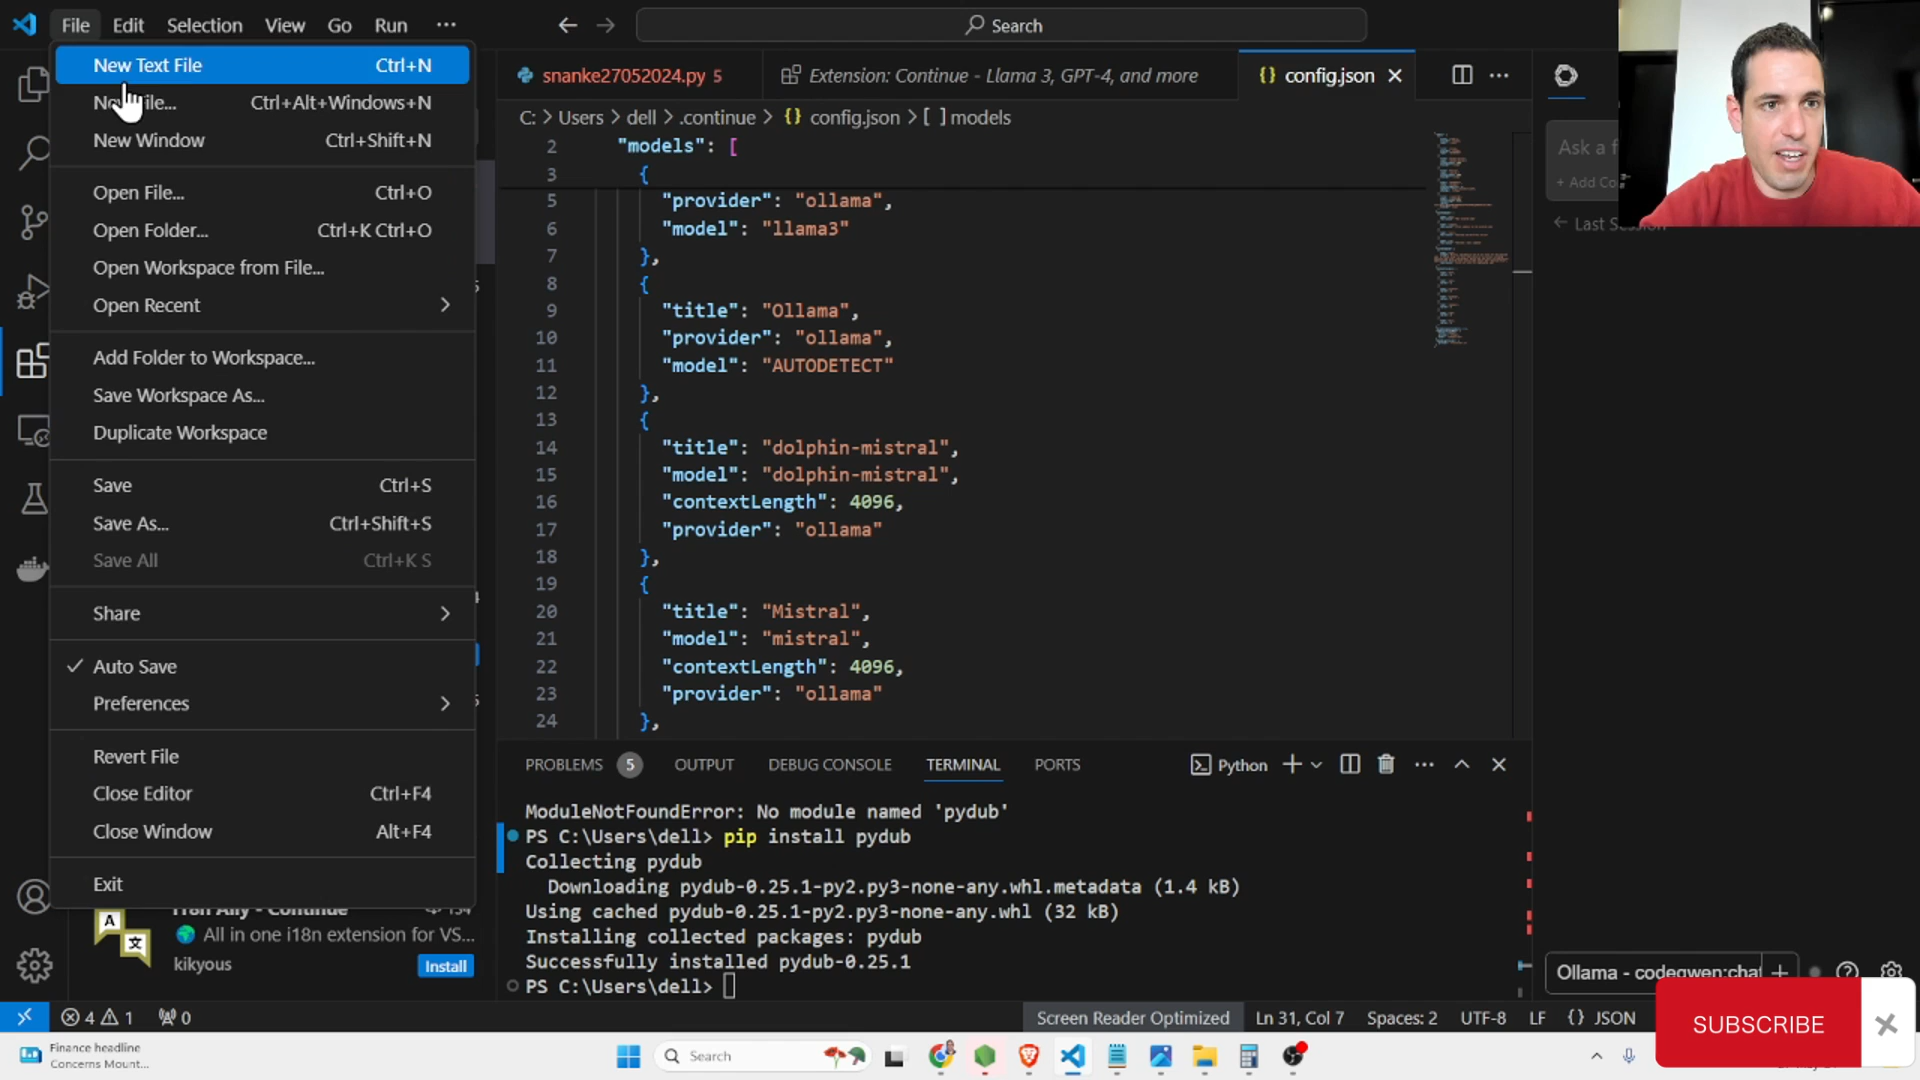 File Edit Selection View Go Run ···
Search
New Text File Ctrl+N
New File... Ctrl+Alt+Windows+N
New Window Ctrl+Shift+N
Open File... Ctrl+O
Open Folder... Ctrl+K Ctrl+O
Open Workspace from File...
Open Recent
Add Folder to Workspace...
Save Workspace As...
Duplicate Workspace
Save Ctrl+S
Save As... Ctrl+Shift+S
Save All Ctrl+K S
Share
Auto Save
Preferences
Revert File
Close Editor Ctrl+F4
Close Window Alt+F4
Exit
All in one i18n extension for VS...
kikyous
Install
snanke27052024.py 5
Extension: Continue - Llama 3, GPT-4, and more
{} config.json
C: > Users > dell > .continue > {} config.json > [ ] models
2 "models": [
3 {
5 "provider": "ollama",
6 "model": "llama3"
7 },
8 {
9 "title": "Ollama",
10 "provider": "ollama",
11 "model": "AUTODETECT"
12 },
13 {
14 "title": "dolphin-mistral",
15 "model": "dolphin-mistral",
16 "contextLength": 4096,
17 "provider": "ollama"
18 },
19 {
20 "title": "Mistral",
21 "model": "mistral",
22 "contextLength": 4096,
23 "provider": "ollama"
24 },
PROBLEMS 5 OUTPUT DEBUG CONSOLE TERMINAL PORTS
Python
ModuleNotFoundError: No module named 'pydub'
PS C:\Users\dell> pip install pydub
Collecting pydub
Downloading pydub-0.25.1-py2.py3-none-any.whl.metadata (1.4 kB)
Using cached pydub-0.25.1-py2.py3-none-any.whl (32 kB)
Installing collected packages: pydub
Successfully installed pydub-0.25.1
PS C:\Users\dell>
Ask a
+ Add
Last
Ollama - codeqwen:chat
SUBSCRIBE
4 1 0
Screen Reader Optimized Ln 31, Col 7 Spaces: 2 UTF-8 LF {} JSON
Finance headline
Concerns Mount...
Search